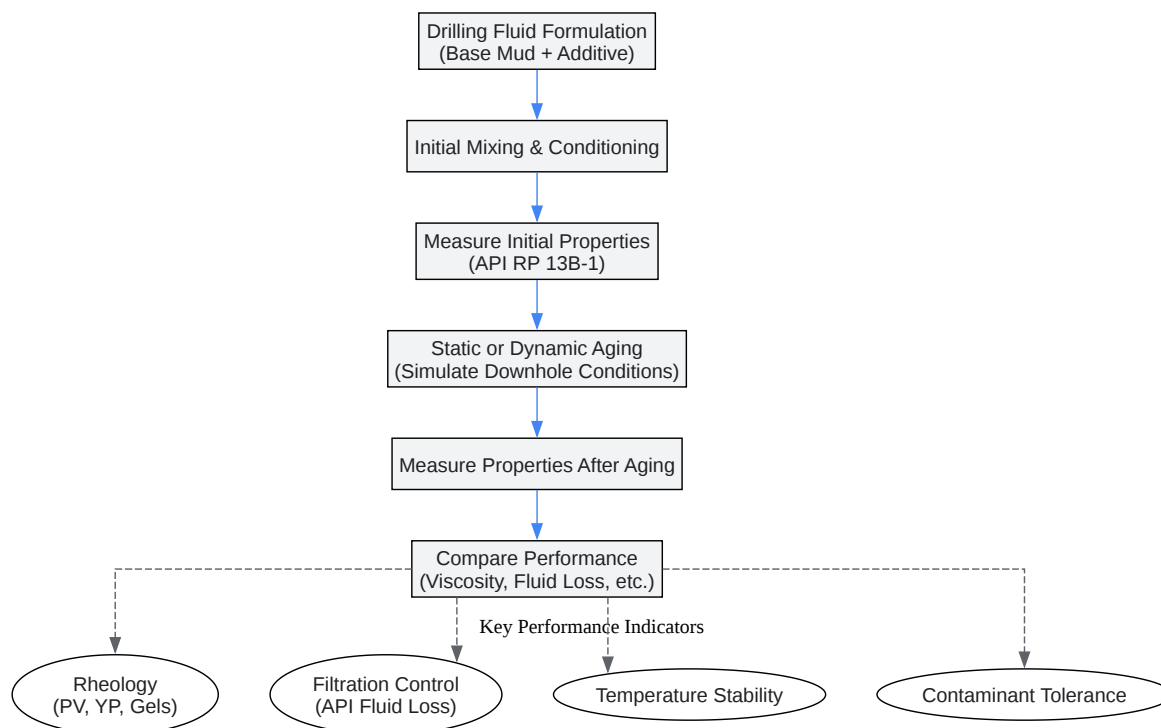 Drilling Fluid Formulation
(Base Mud + Additive)
Initial Mixing & Conditioning
Measure Initial Properties
(API RP 13B-1)
Static or Dynamic Aging
(Simulate Downhole Conditions)
Measure Properties After Aging
Compare Performance
(Viscosity, Fluid Loss, etc.)
Key Performance Indicators
Rheology
(PV, YP, Gels)
Filtration Control
(API Fluid Loss)
Temperature Stability
Contaminant Tolerance